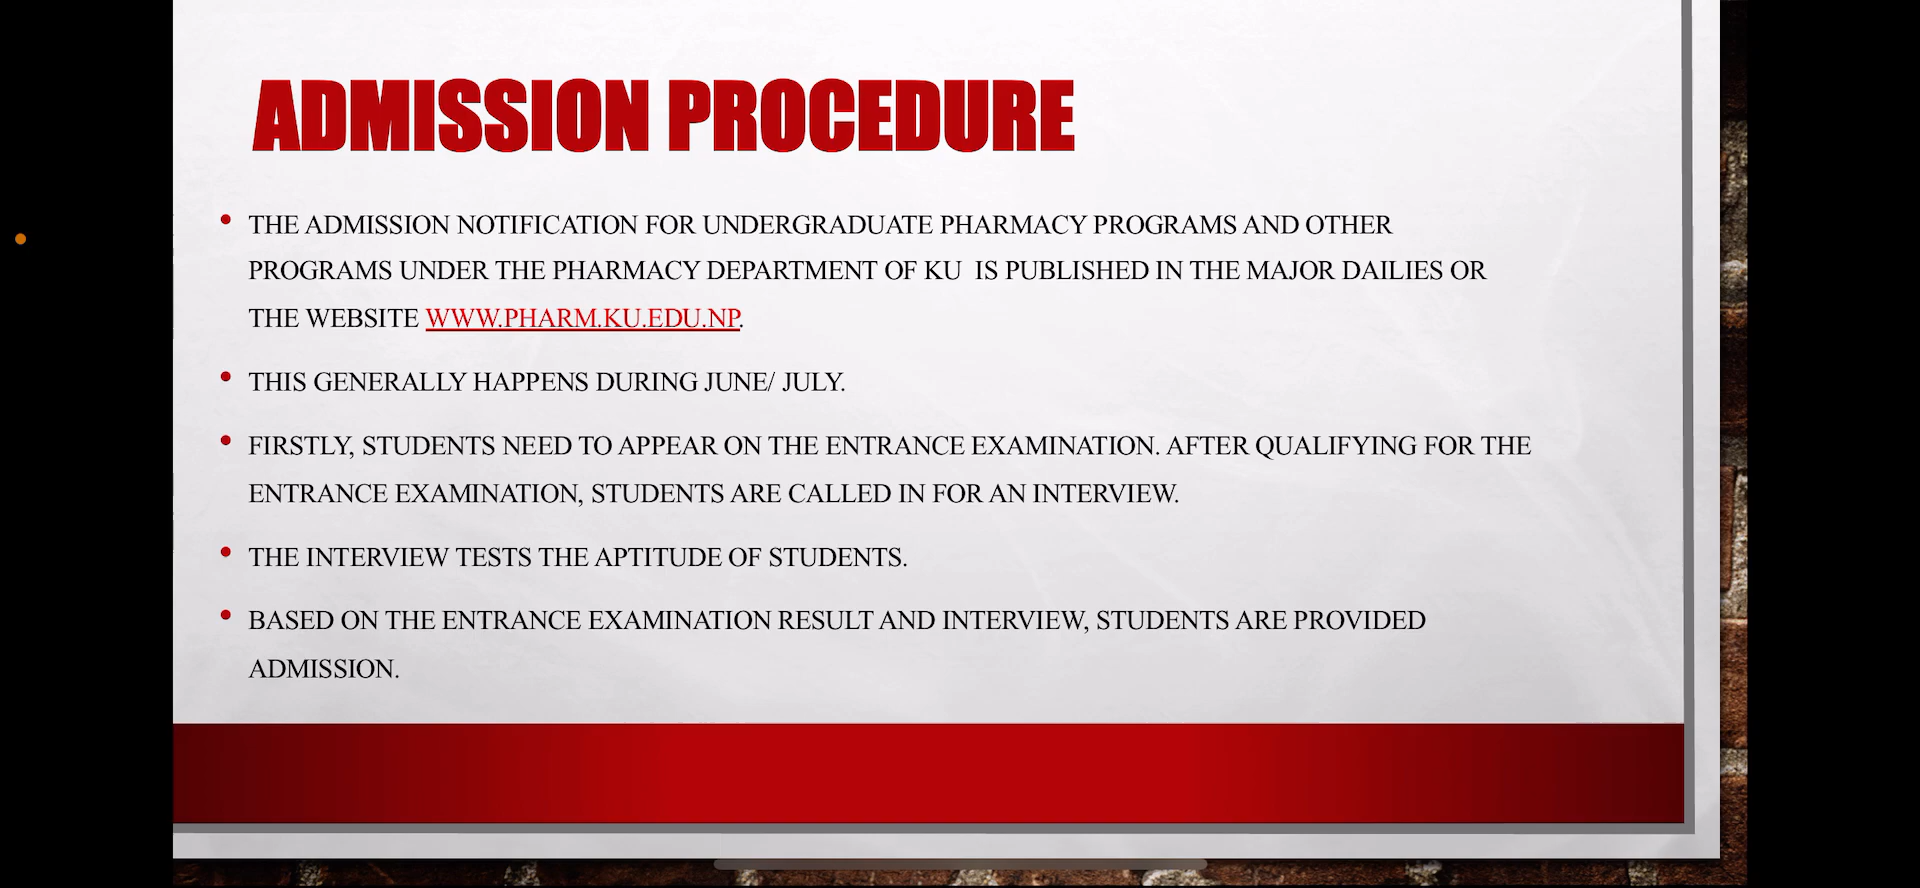 ADMISSION PROCEDURE
• THE ADMISSION NOTIFICATION FOR UNDERGRADUATE PHARMACY PROGRAMS AND OTHER
PROGRAMS UNDER THE PHARMACY DEPARTMENT OF KU  IS PUBLISHED IN THE MAJOR DAILIES OR
THE WEBSITE WWW.PHARM.KU.EDU.NP.
• THIS GENERALLY HAPPENS DURING JUNE/ JULY.
• FIRSTLY, STUDENTS NEED TO APPEAR ON THE ENTRANCE EXAMINATION. AFTER QUALIFYING FOR THE
ENTRANCE EXAMINATION, STUDENTS ARE CALLED IN FOR AN INTERVIEW.
• THE INTERVIEW TESTS THE APTITUDE OF STUDENTS.
• BASED ON THE ENTRANCE EXAMINATION RESULT AND INTERVIEW, STUDENTS ARE PROVIDED
ADMISSION.